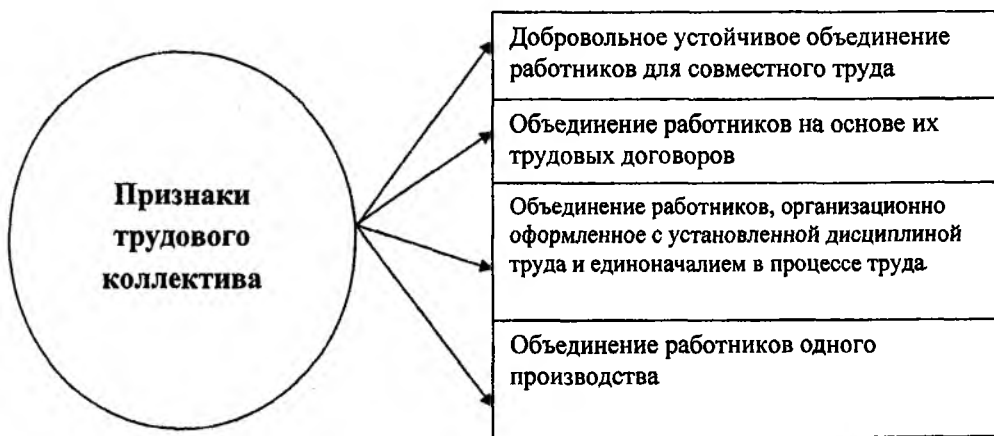 Признаки
трудового
коллектива
Добровольное устойчивое объединение
работников для совместного труда
Объединение работников на основе их
трудовых договоров
Объединение работников, организационно
оформленное с установленной дисциплиной
труда и единоначалием в процессе труда
Объединение работников одного
производства